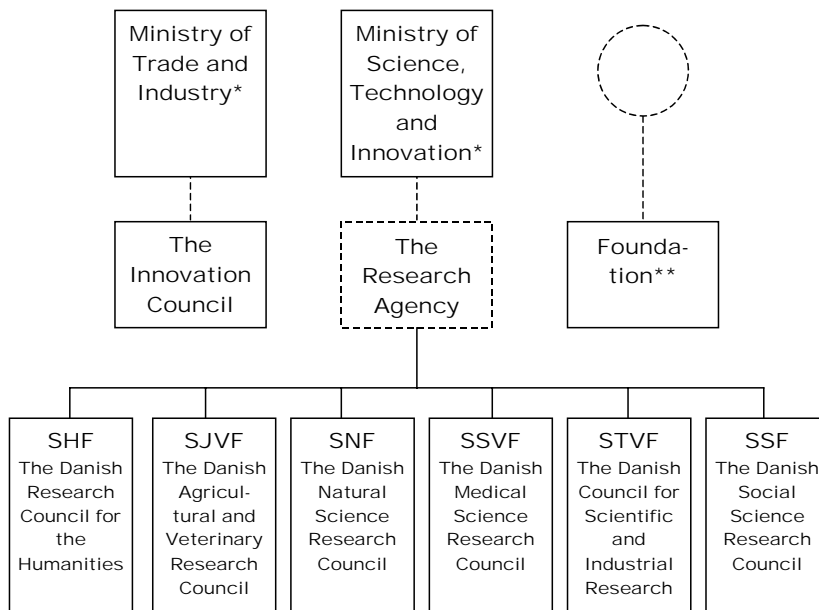 Ministry of
Trade and
Industry*
Ministry of
Science,
Technology
and
Innovation*
The
Innovation
Council
The
Research
Agency
Founda-
tion**
SHF
The Danish
Research
Council for
the
Humanities
SJVF
The Danish
Agricul-
tural and
Veterinary
Research
Council
SNF
The Danish
Natural
Science
Research
Council
SSVF
The Danish
Medical
Science
Research
Council
STVF
The Danish
Council for
Scientific
and
Industrial
Research
SSF
The Danish
Social
Science
Research
Council